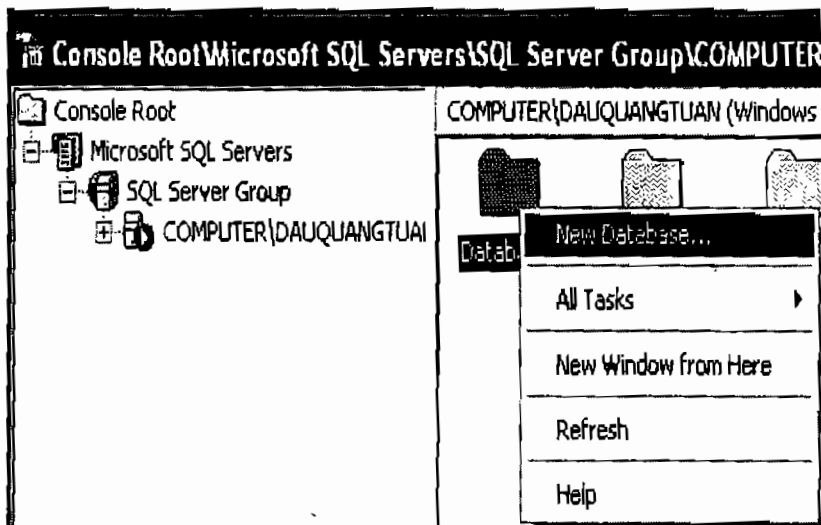 Console Root\Microsoft SQL Servers\SQL Server Group\COMPUTER
Console Root
Microsoft SQL Servers
SQL Server Group
COMPUTER\DAUQUANGTUAI
COMPUTER\DAUQUANGTUAN (Windows
Datab
New Database...
All Tasks
New Window from Here
Refresh
Help